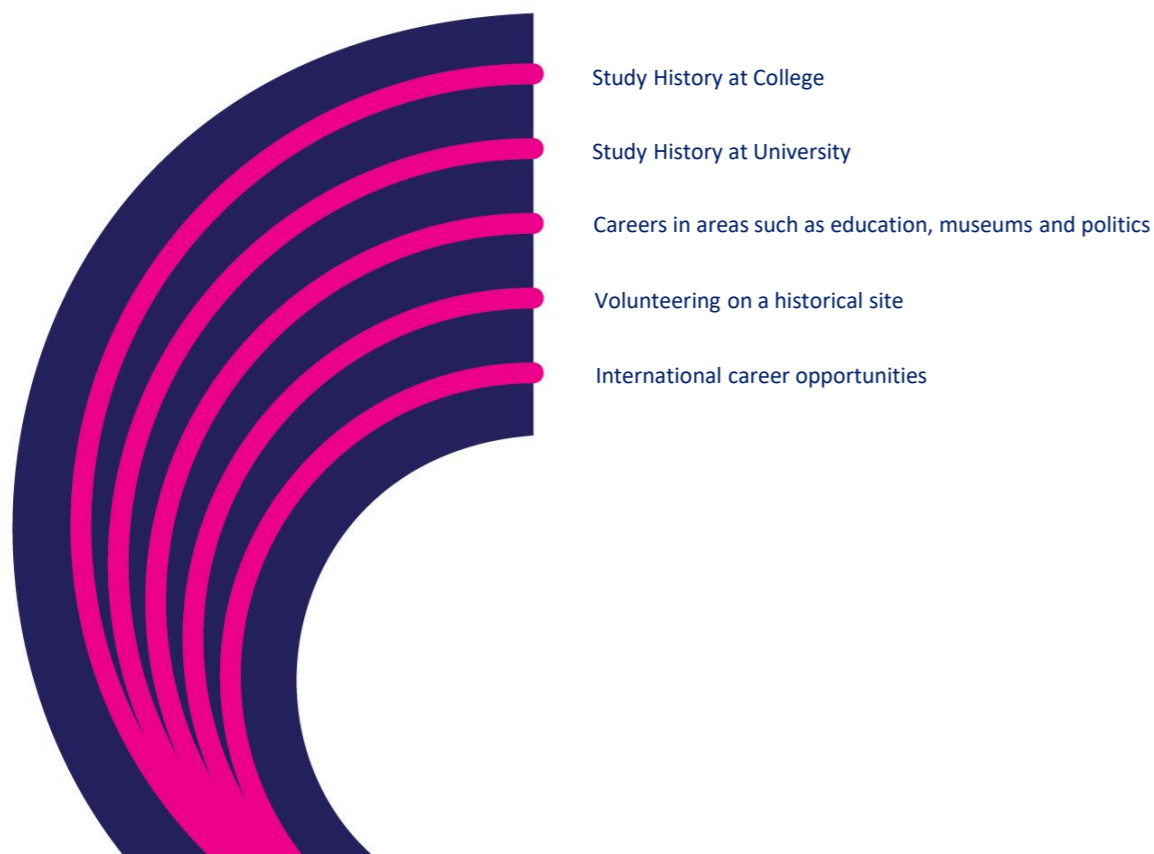 Study History at College
Study History at University
Careers in areas such as education, museums and politics
Volunteering on a historical site
International career opportunities